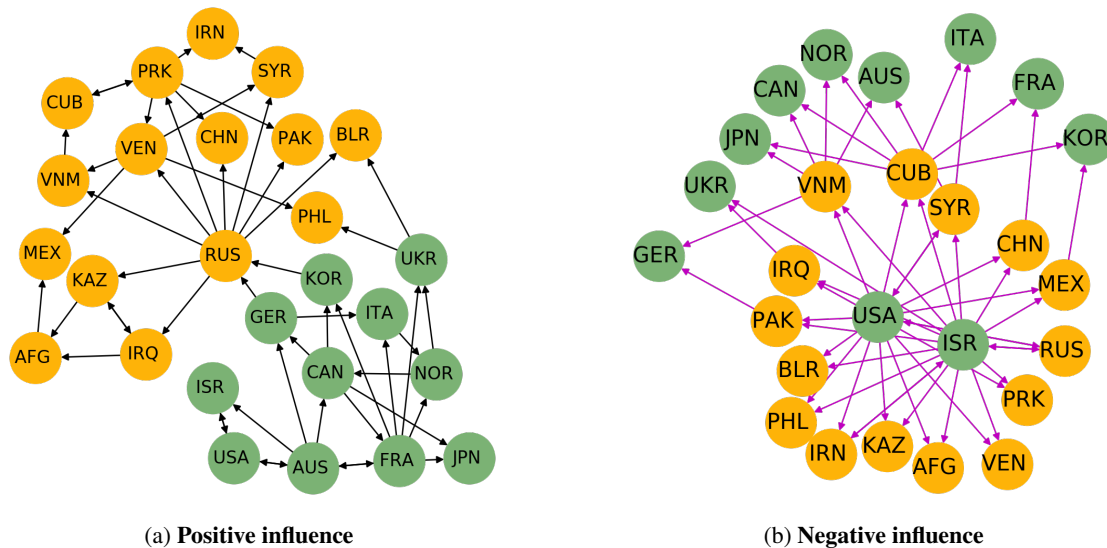 IRN
PRK
SYR
CUB
CHN
PAK
BLR
VEN
VNM
PHL
MEX
RUS
UKR
KAZ
KOR
GER
ITA
AFG
IRQ
CAN
NOR
ISR
USA
AUS
FRA
JPN
(a) Positive influence
ITA
NOR
AUS
CAN
FRA
JPN
KOR
UKR
VNM
CUB
SYR
GER
IRQ
CHN
MEX
PAK
USA
ISR
RUS
BLR
PRK
PHL
IRN
KAZ
AFG
VEN
(b) Negative influence